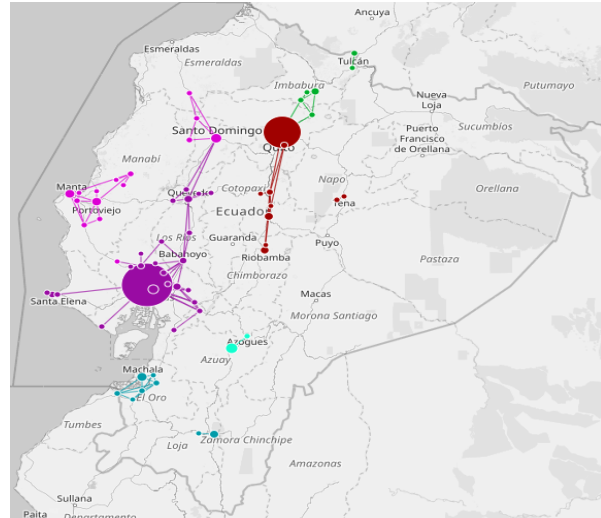 Ancuya
Esmeraldas
Esmeraldas
Tulcán
Imbabura
Putumayo
Nueva
Loja
Santo Domingo
Sucumbios
Puerto
Francisco
de Orellana
Quito
Manabí
Manta
Portoviejo
Cotopaxi
Napo
Tena
Orellana
Ecuador
Los Ríos
Guaranda
Puyo
Babahoyo
Riobamba
Pastaza
Chimborazo
Santa Elena
Macas
Morona Santiago
Azogues
Azuay
Machala
El Oro
Tumbes
Loja
Zamora Chinchipe
Amazonas
Sullana
Paita
Departamento